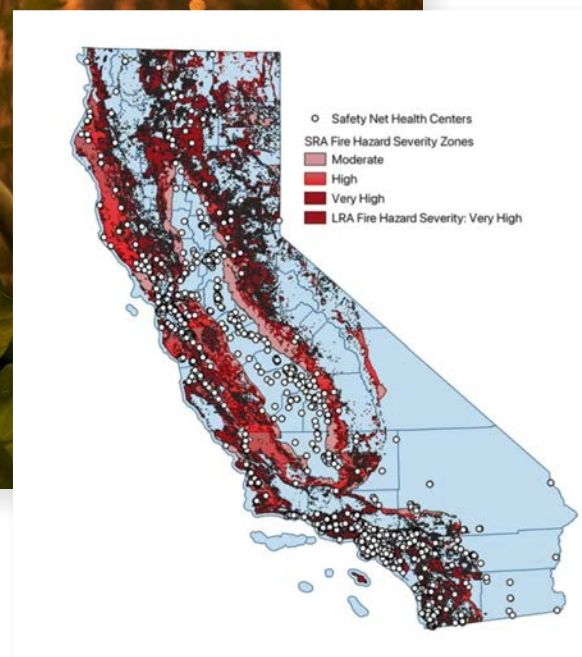 Safety Net Health Centers
SRA Fire Hazard Severity Zones
Moderate
High
Very High
LRA Fire Hazard Severity: Very High